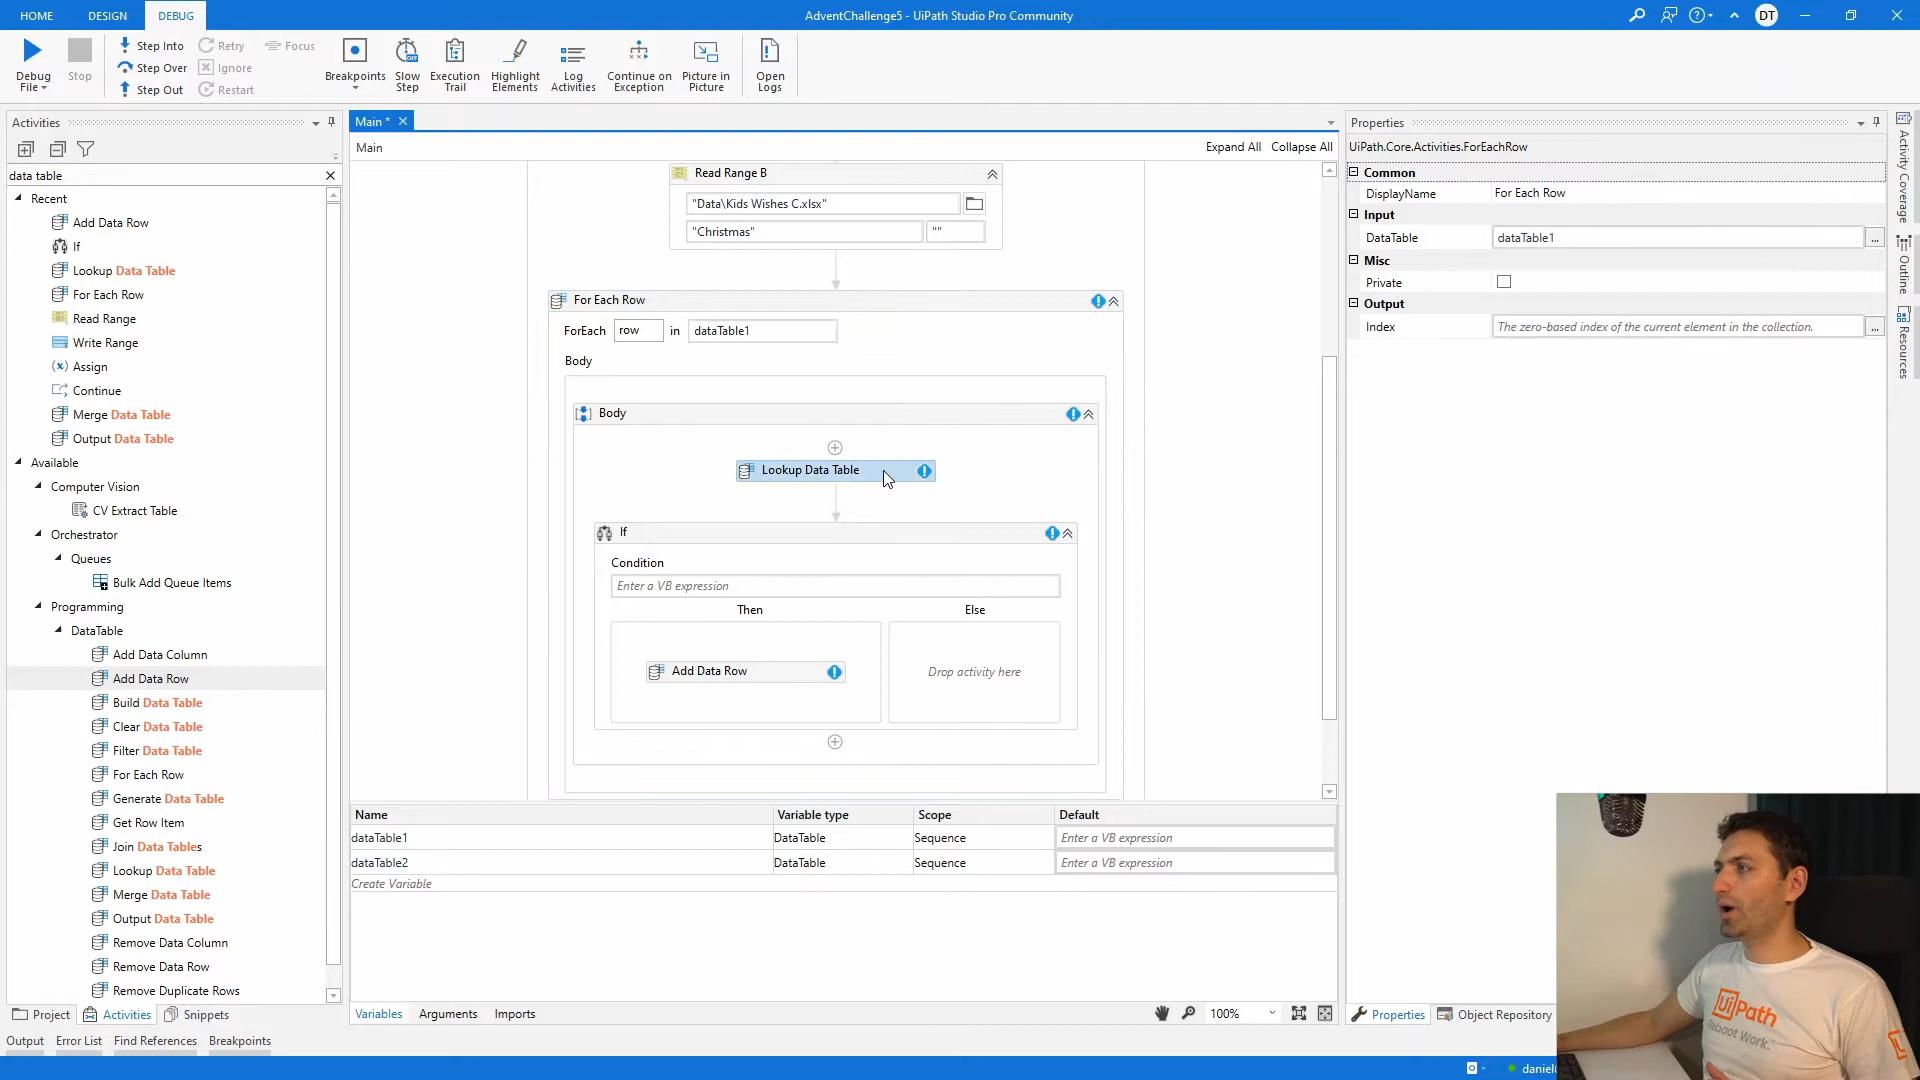 HOME
DESIGN
DEBUG
AdventChallenge5 - UiPath Studio Pro Community
DT
Debug File
Stop
Step Into
Step Over
Step Out
Retry
Ignore
Restart
Focus
Breakpoints
Slow Step
Execution Trail
Highlight Elements
Log Activities
Continue on Exception
Picture in Picture
Open Logs
Activities
data table
Recent
Add Data Row
If
Lookup Data Table
For Each Row
Read Range
Write Range
Assign
Continue
Merge Data Table
Output Data Table
Available
Computer Vision
CV Extract Table
Orchestrator
Queues
Bulk Add Queue Items
Programming
DataTable
Add Data Column
Add Data Row
Build Data Table
Clear Data Table
Filter Data Table
For Each Row
Generate Data Table
Get Row Item
Join Data Tables
Lookup Data Table
Merge Data Table
Output Data Table
Remove Data Column
Remove Data Row
Remove Duplicate Rows
Project
Activities
Snippets
Output
Error List
Find References
Breakpoints
Main *
Main
Expand All
Collapse All
Read Range B
"Data\Kids Wishes C.xlsx"
"Christmas"
""
For Each Row
ForEach row in dataTable1
Body
Body
Lookup Data Table
If
Condition
Enter a VB expression
Then
Else
Add Data Row
Drop activity here
Name
Variable type
Scope
Default
dataTable1
DataTable
Sequence
Enter a VB expression
dataTable2
DataTable
Sequence
Enter a VB expression
Create Variable
Variables
Arguments
Imports
100%
Properties
UiPath.Core.Activities.ForEachRow
Common
DisplayName
For Each Row
Input
DataTable
dataTable1
...
Misc
Private
Output
Index
The zero-based index of the current element in the collection.
...
Activity Coverage
Outline
Resources
Properties
Object Repository
UiPath
Reboot Work.